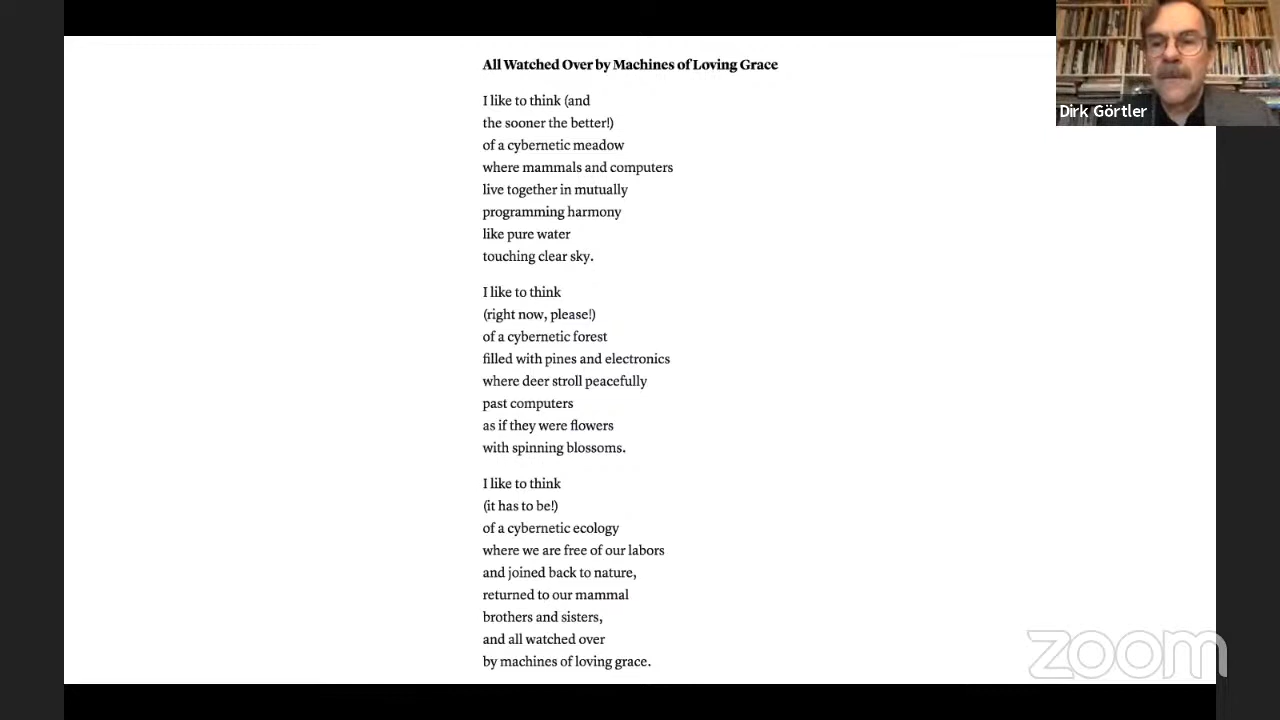 All Watched Over by Machines of Loving Grace
I like to think (and
the sooner the better!)
of a cybernetic meadow
where mammals and computers
live together in mutually
programming harmony
like pure water
touching clear sky.
I like to think
(right now, please!)
of a cybernetic forest
filled with pines and electronics
where deer stroll peacefully
past computers
as if they were flowers
with spinning blossoms.
I like to think
(it has to be!)
of a cybernetic ecology
where we are free of our labors
and joined back to nature,
returned to our mammal
brothers and sisters,
and all watched over
by machines of loving grace.
Dirk Görtler
zoom